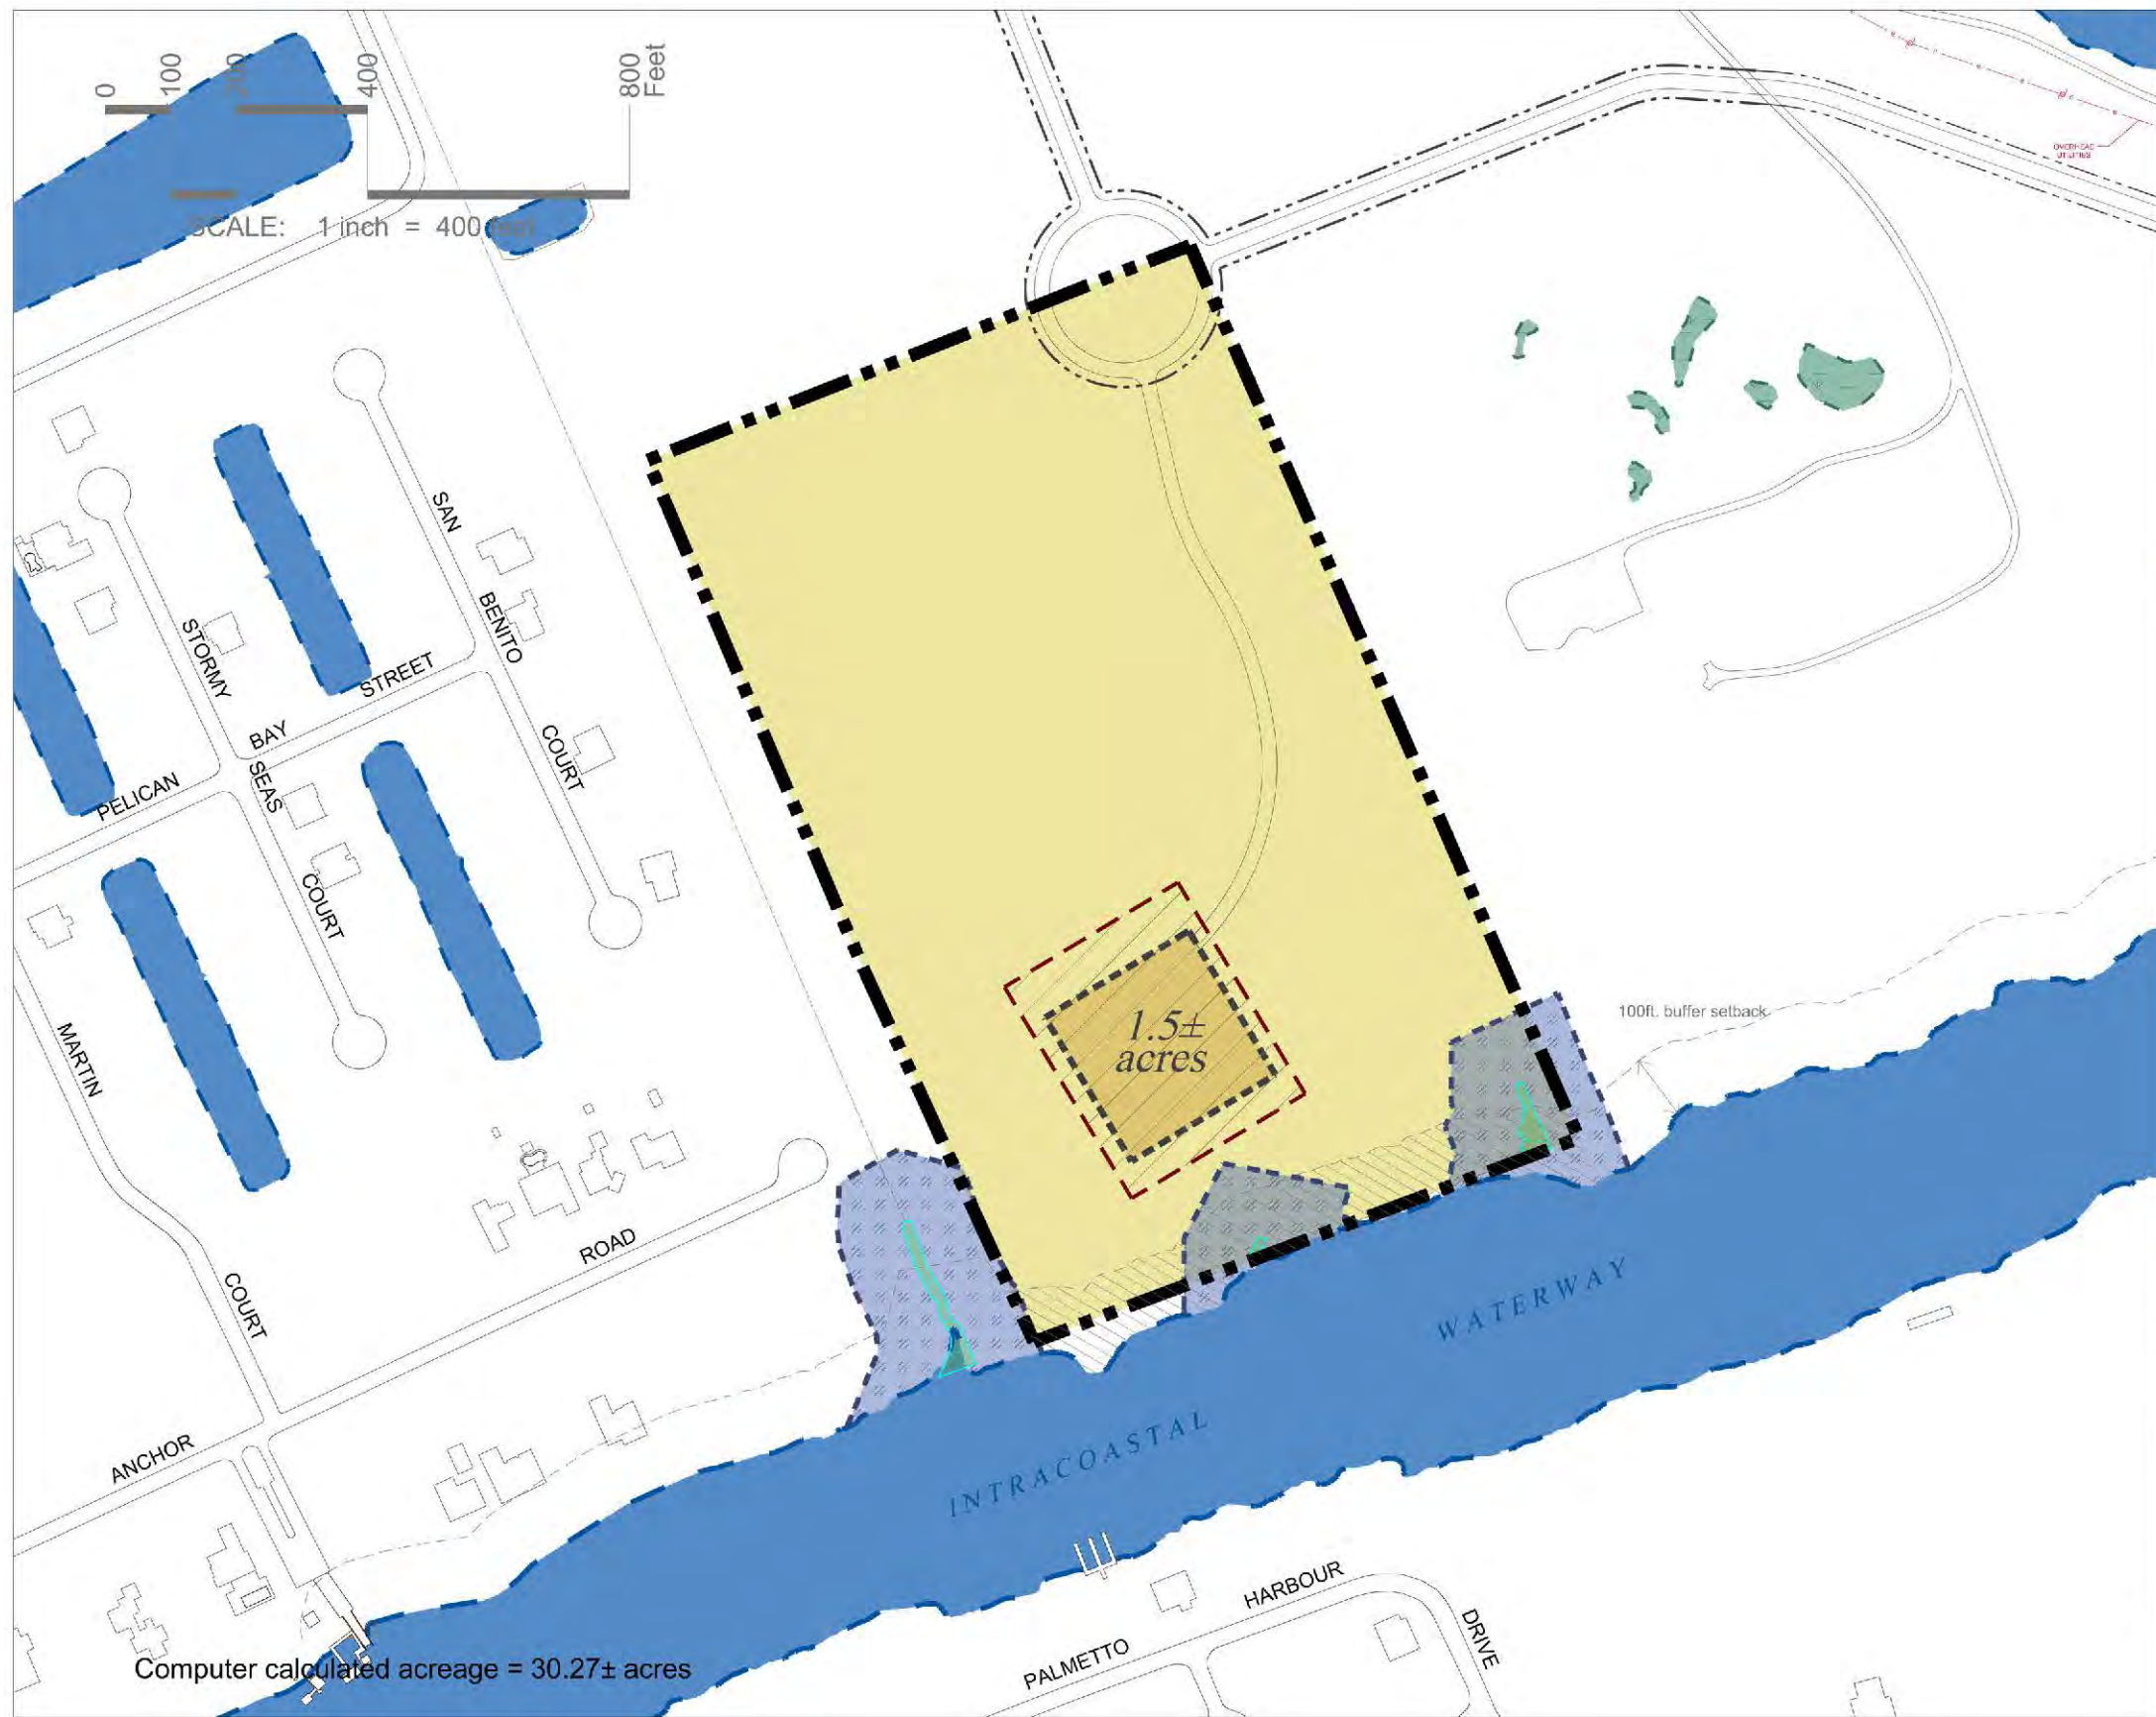 0
100
200
400
800
Feet
SCALE: 1 inch = 400 feet
OVERHEAD
UTILITIES
SAN
BENITO
COURT
STORMY
SEAS
COURT
PELICAN
BAY
STREET
1.5±
acres
100ft. buffer setback
MARTIN
COURT
ANCHOR
ROAD
INTRACOASTAL
WATERWAY
PALMETTO
HARBOUR
DRIVE
Computer calculated acreage = 30.27± acres